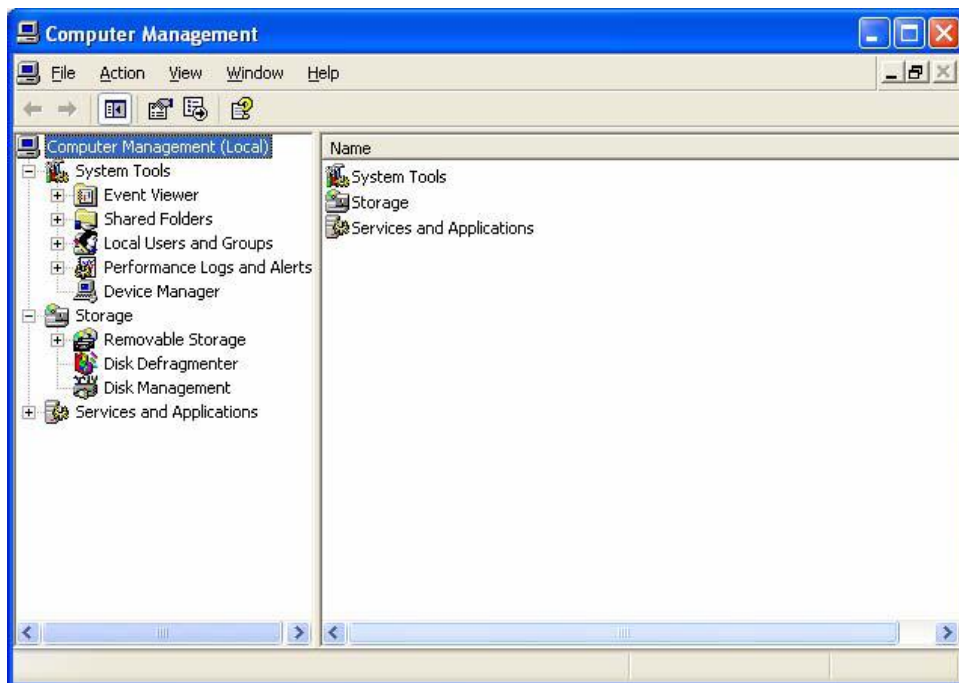 Computer Management
File Action View Window Help
Computer Management (Local)
System Tools
Event Viewer
Shared Folders
Local Users and Groups
Performance Logs and Alerts
Device Manager
Storage
Removable Storage
Disk Defragmenter
Disk Management
Services and Applications
Name
System Tools
Storage
Services and Applications